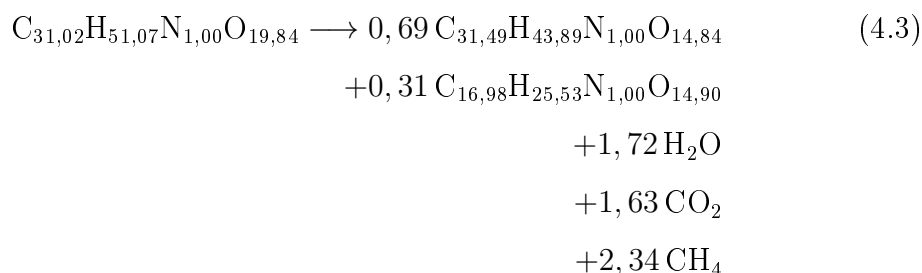 C31,02H51,07N1,00O19,84 ⟶ 0,69 C31,49H43,89N1,00O14,84 (4.3)
+0,31 C16,98H25,53N1,00O14,90
+1,72 H2O
+1,63 CO2
+2,34 CH4